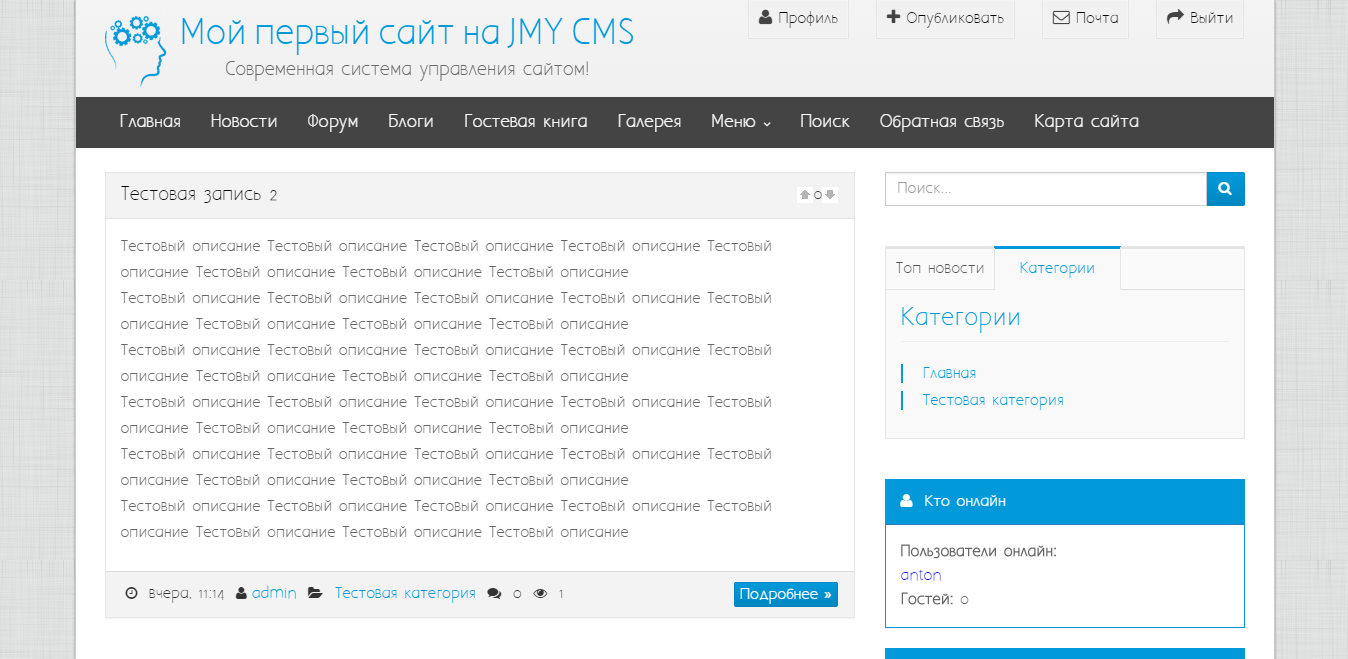 Мой первый сайт на JMY CMS
Современная система управления сайтом!
Профиль
Опубликовать
Почта
Выйти
Главная Новости Форум Блоги Гостевая книга Галерея Меню Поиск Обратная связь Карта сайта
Тестовая запись 2
0
Тестовый описание Тестовый описание Тестовый описание Тестовый описание Тестовый
описание Тестовый описание Тестовый описание Тестовый описание
Тестовый описание Тестовый описание Тестовый описание Тестовый описание Тестовый
описание Тестовый описание Тестовый описание Тестовый описание
Тестовый описание Тестовый описание Тестовый описание Тестовый описание Тестовый
описание Тестовый описание Тестовый описание Тестовый описание
Тестовый описание Тестовый описание Тестовый описание Тестовый описание Тестовый
описание Тестовый описание Тестовый описание Тестовый описание
Тестовый описание Тестовый описание Тестовый описание Тестовый описание Тестовый
описание Тестовый описание Тестовый описание Тестовый описание
Тестовый описание Тестовый описание Тестовый описание Тестовый описание Тестовый
описание Тестовый описание Тестовый описание Тестовый описание
вчера, 11:14 admin Тестовая категория 0 1
Подробнее »
Поиск...
Топ новости Категории
Категории
Главная
Тестовая категория
Кто онлайн
Пользователи онлайн:
anton
Гостей: 0